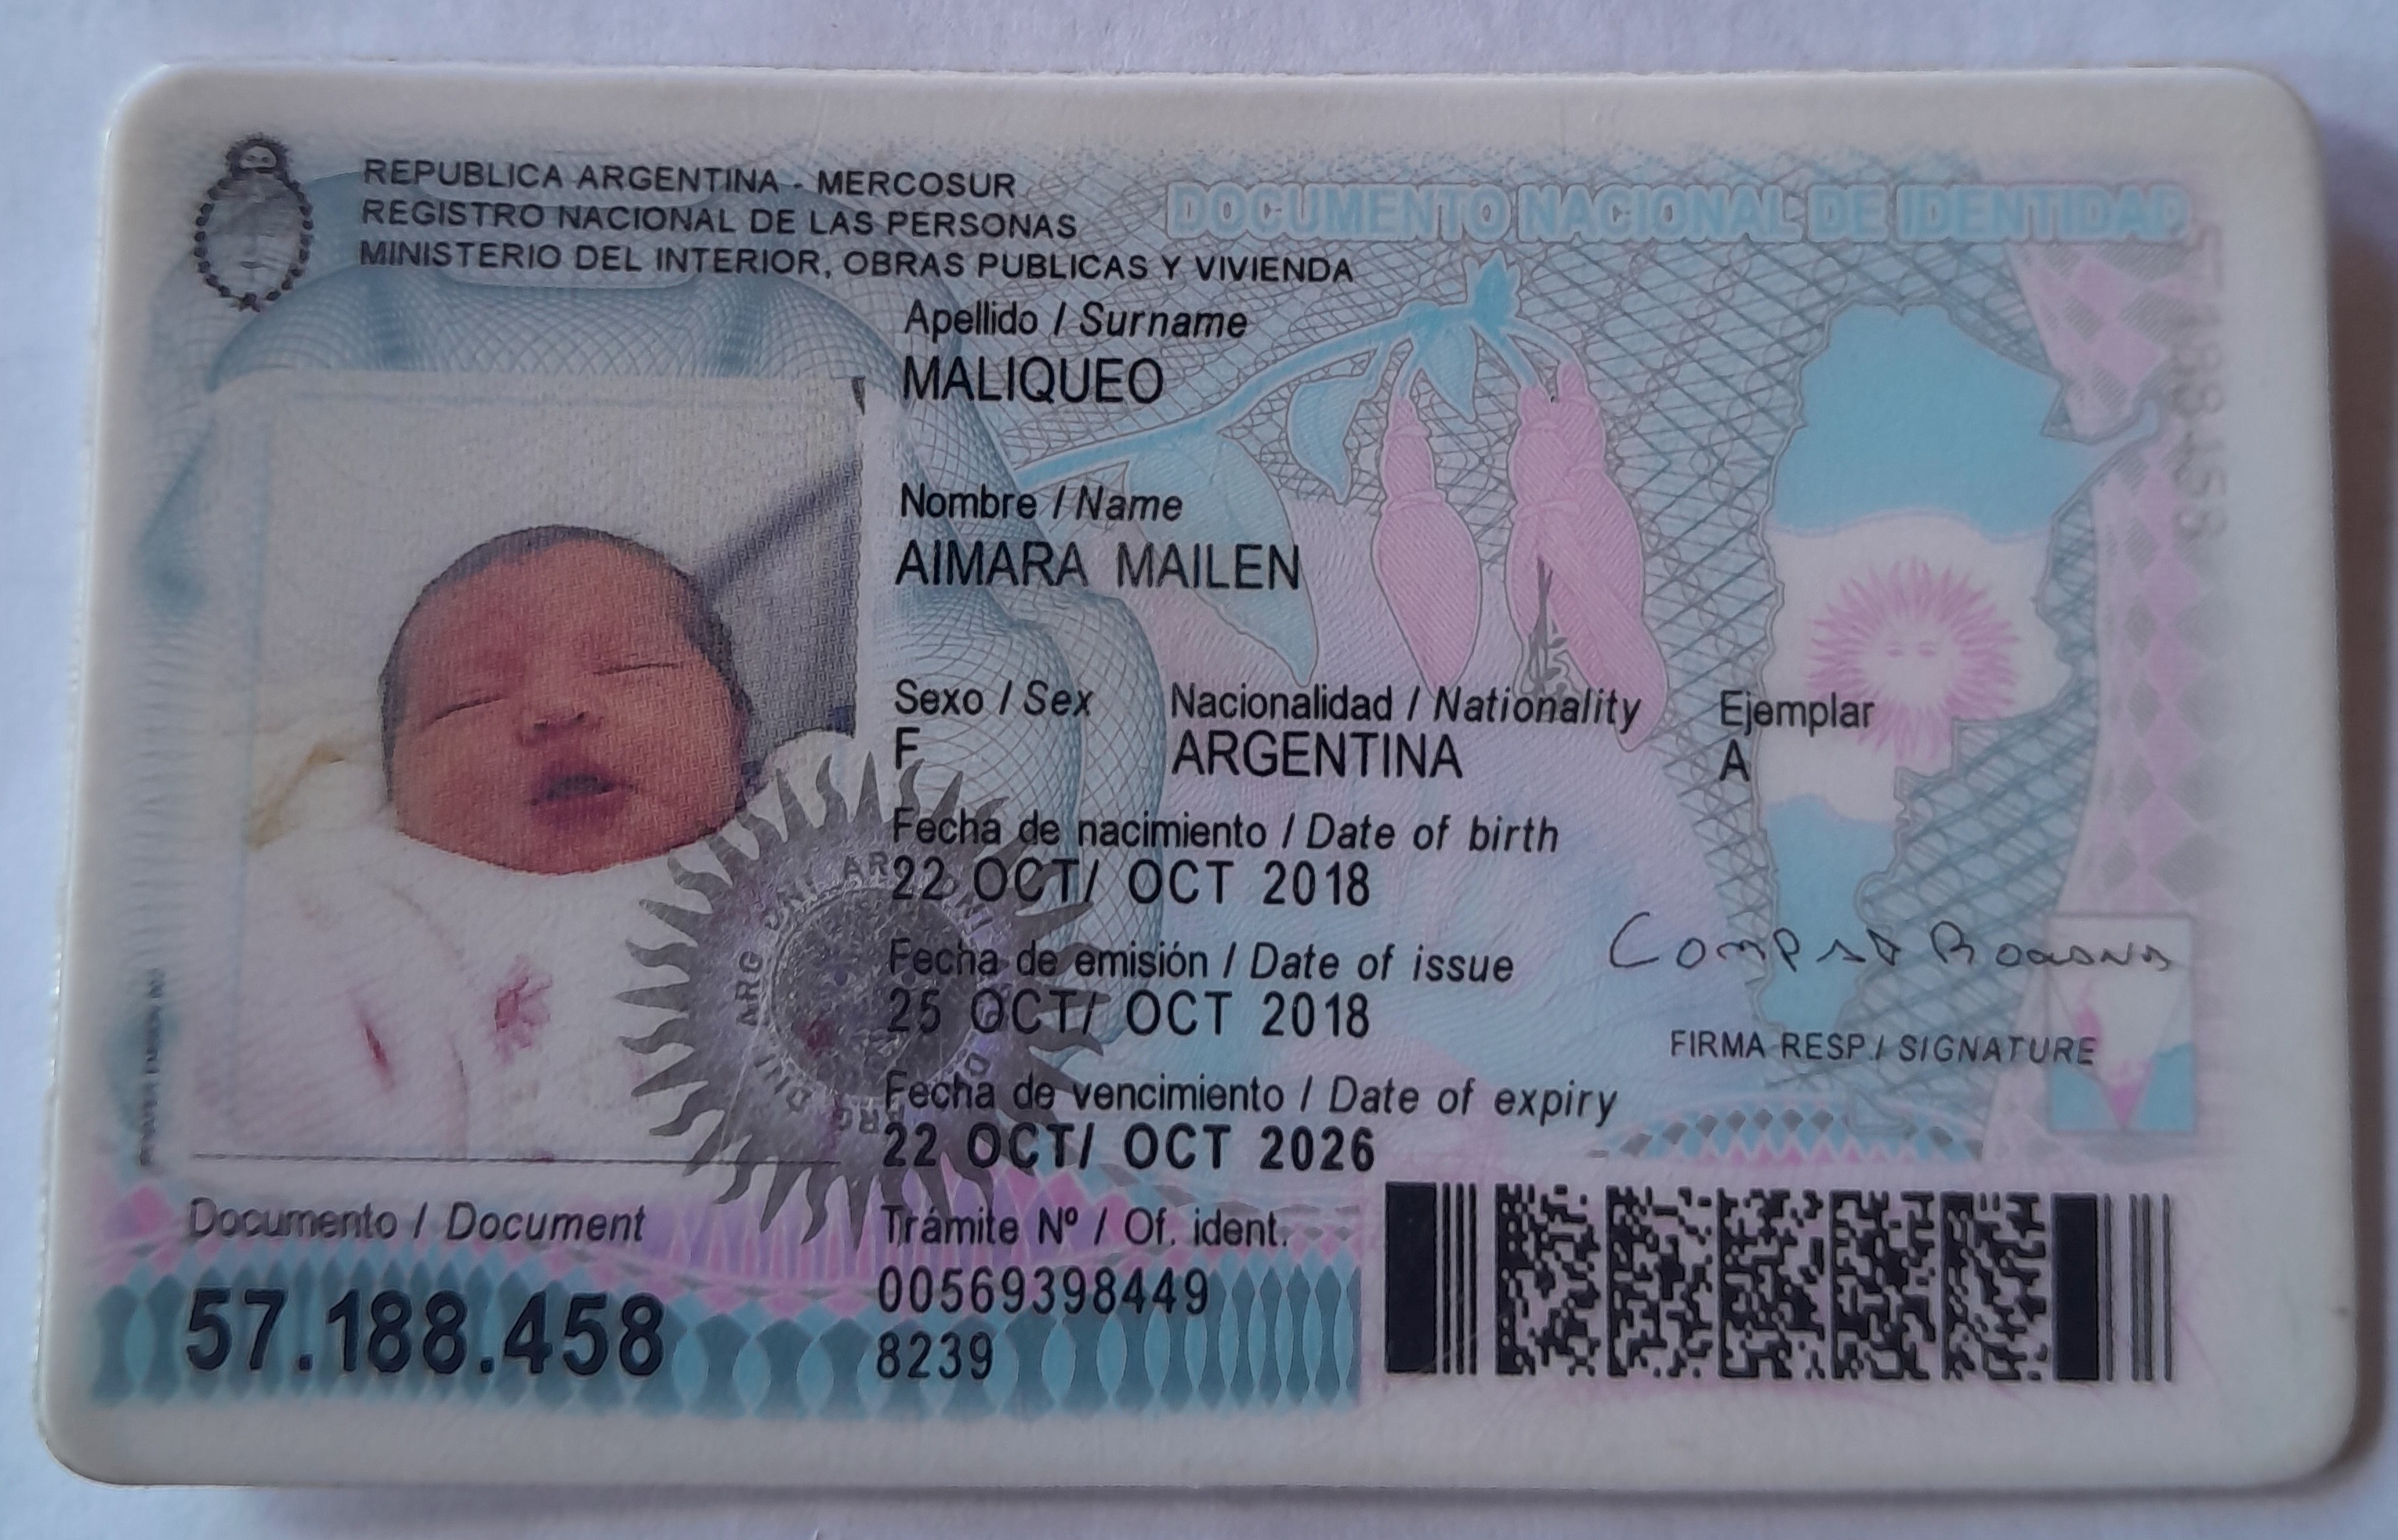 REPUBLICA ARGENTINA - MERCOSUR
REGISTRO NACIONAL DE LAS PERSONAS
MINISTERIO DEL INTERIOR, OBRAS PUBLICAS Y VIVIENDA
DOCUMENTO NACIONAL DE IDENTIDAD
Apellido / Surname
MALIQUEO
Nombre / Name
AIMARA MAILEN
Sexo / Sex Nacionalidad / Nationality Ejemplar
F ARGENTINA A
Fecha de nacimiento / Date of birth
22 OCT/ OCT 2018
Fecha de emisión / Date of issue
25 OCT/ OCT 2018
FIRMA RESP./ SIGNATURE
Fecha de vencimiento / Date of expiry
22 OCT/ OCT 2026
Documento / Document
57.188.458
Trámite Nº / Of. ident.
00569398449
8239